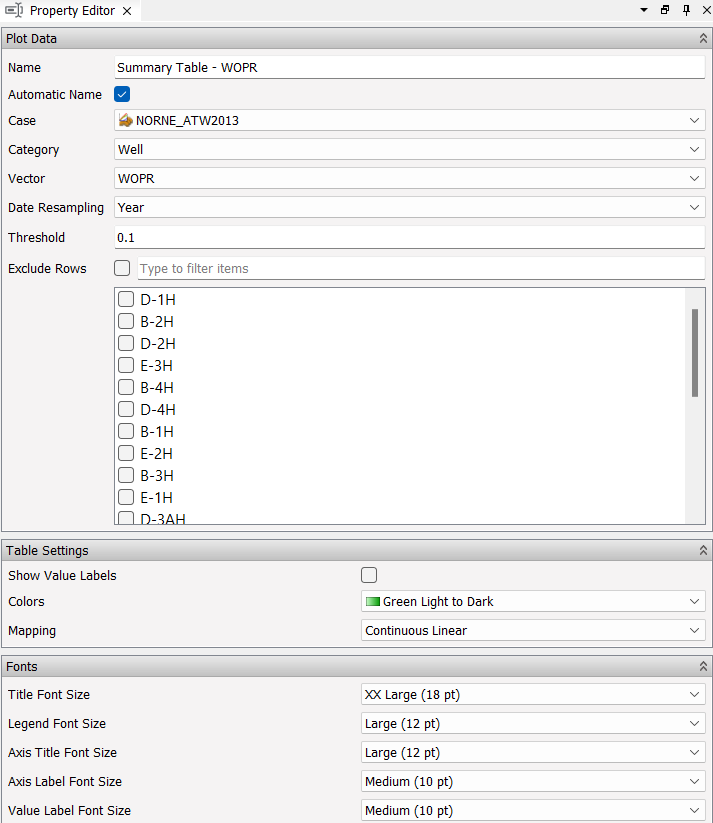 Property Editor
Plot Data
Name Summary Table - WOPR
Automatic Name
Case NORNE_ATW2013
Category Well
Vector WOPR
Date Resampling Year
Threshold 0.1
Exclude Rows Type to filter items
D-1H
B-2H
D-2H
E-3H
B-4H
D-4H
B-1H
E-2H
B-3H
E-1H
D-3AH
Table Settings
Show Value Labels
Colors Green Light to Dark
Mapping Continuous Linear
Fonts
Title Font Size XX Large (18 pt)
Legend Font Size Large (12 pt)
Axis Title Font Size Large (12 pt)
Axis Label Font Size Medium (10 pt)
Value Label Font Size Medium (10 pt)